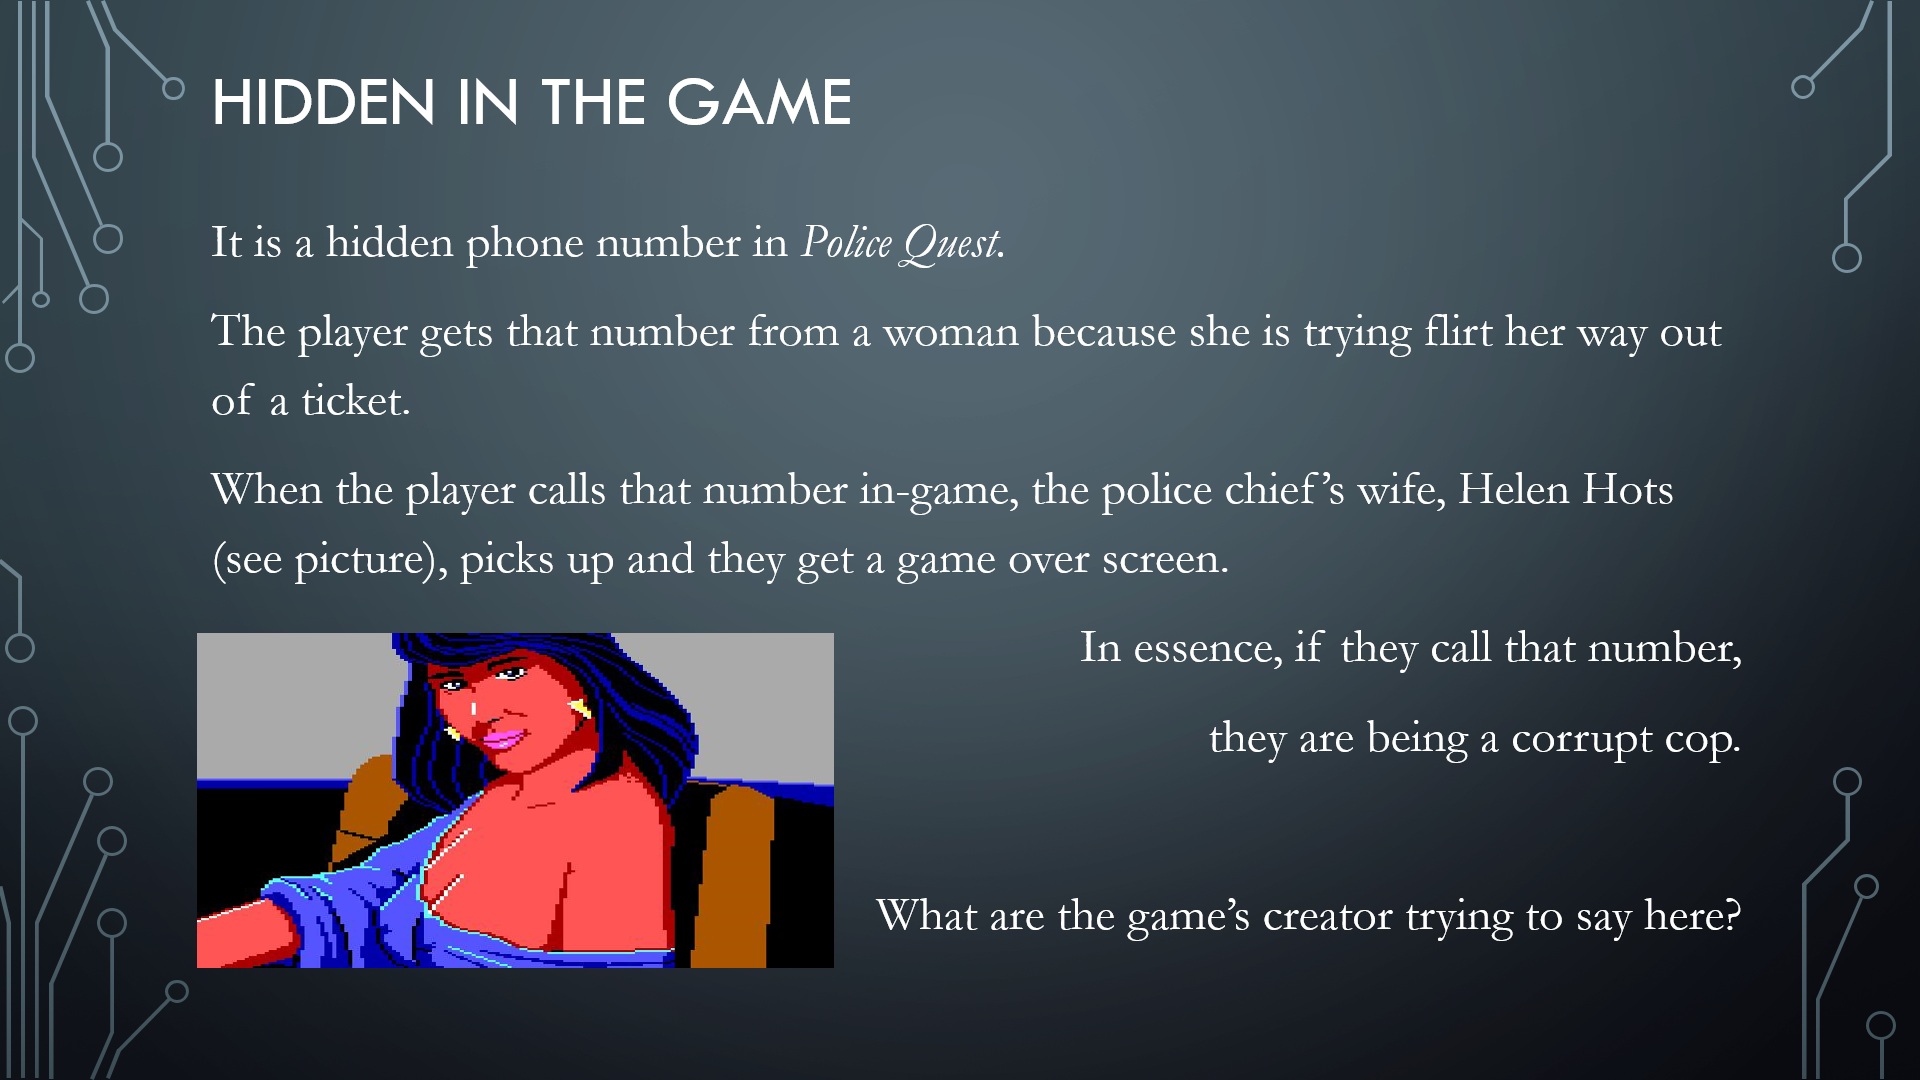 HIDDEN IN THE GAME
It is a hidden phone number in Police Quest.
The player gets that number from a woman because she is trying flirt her way out
of a ticket.
When the player calls that number in-game, the police chief’s wife, Helen Hots
(see picture), picks up and they get a game over screen.
In essence, if they call that number,
they are being a corrupt cop.
What are the game’s creator trying to say here?